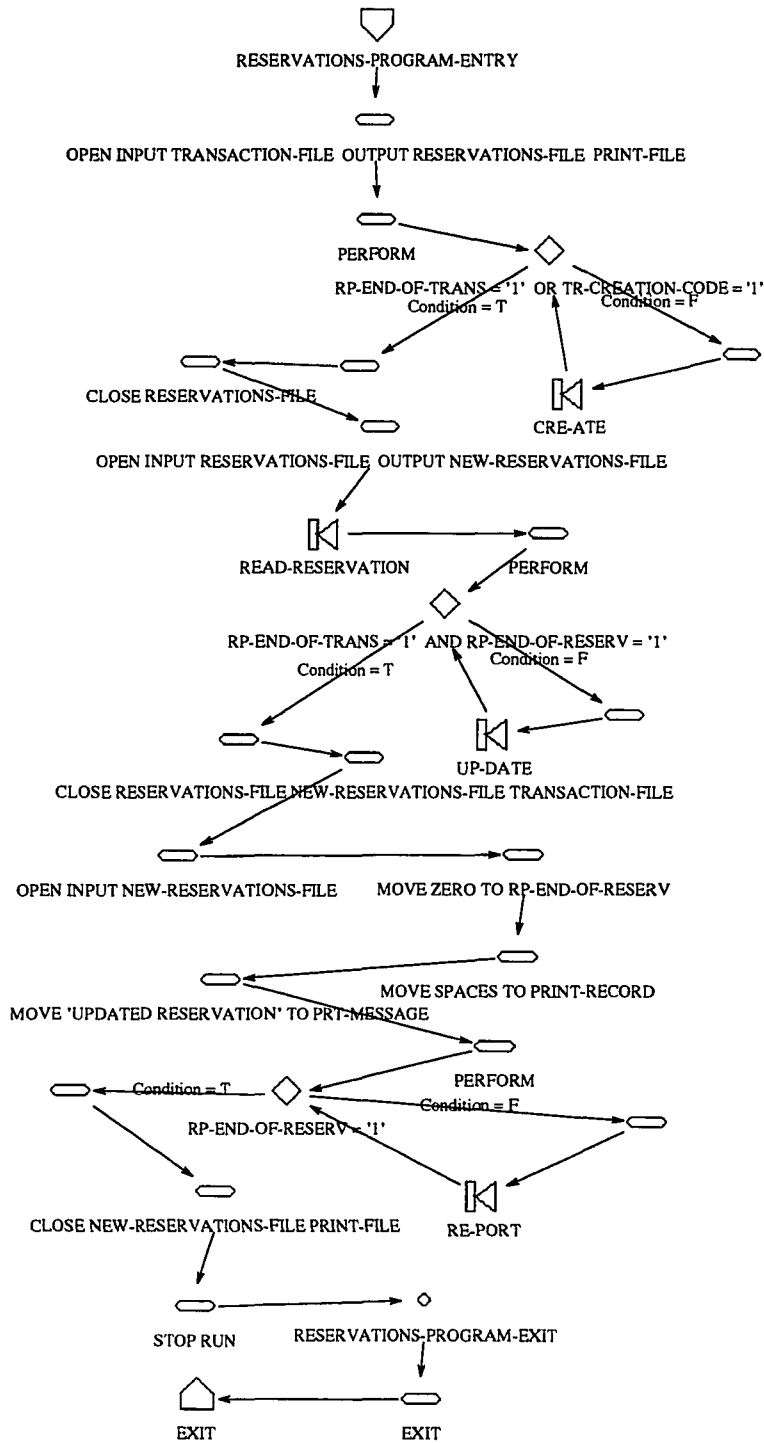 RESERVATIONS-PROGRAM-ENTRY
OPEN INPUT TRANSACTION-FILE OUTPUT RESERVATIONS-FILE PRINT-FILE
PERFORM
RP-END-OF-TRANS = '1' OR TR-CREATION-CODE = '1'
Condition = T
Condition = F
CLOSE RESERVATIONS-FILE
CRE-ATE
OPEN INPUT RESERVATIONS-FILE OUTPUT NEW-RESERVATIONS-FILE
READ-RESERVATION
PERFORM
RP-END-OF-TRANS = '1' AND RP-END-OF-RESERV = '1'
Condition = T
Condition = F
UP-DATE
CLOSE RESERVATIONS-FILE NEW-RESERVATIONS-FILE TRANSACTION-FILE
OPEN INPUT NEW-RESERVATIONS-FILE
MOVE ZERO TO RP-END-OF-RESERV
MOVE SPACES TO PRINT-RECORD
MOVE 'UPDATED RESERVATION' TO PRT-MESSAGE
PERFORM
Condition = T
Condition = F
RP-END-OF-RESERV = '1'
CLOSE NEW-RESERVATIONS-FILE PRINT-FILE
RE-PORT
STOP RUN
RESERVATIONS-PROGRAM-EXIT
EXIT
EXIT